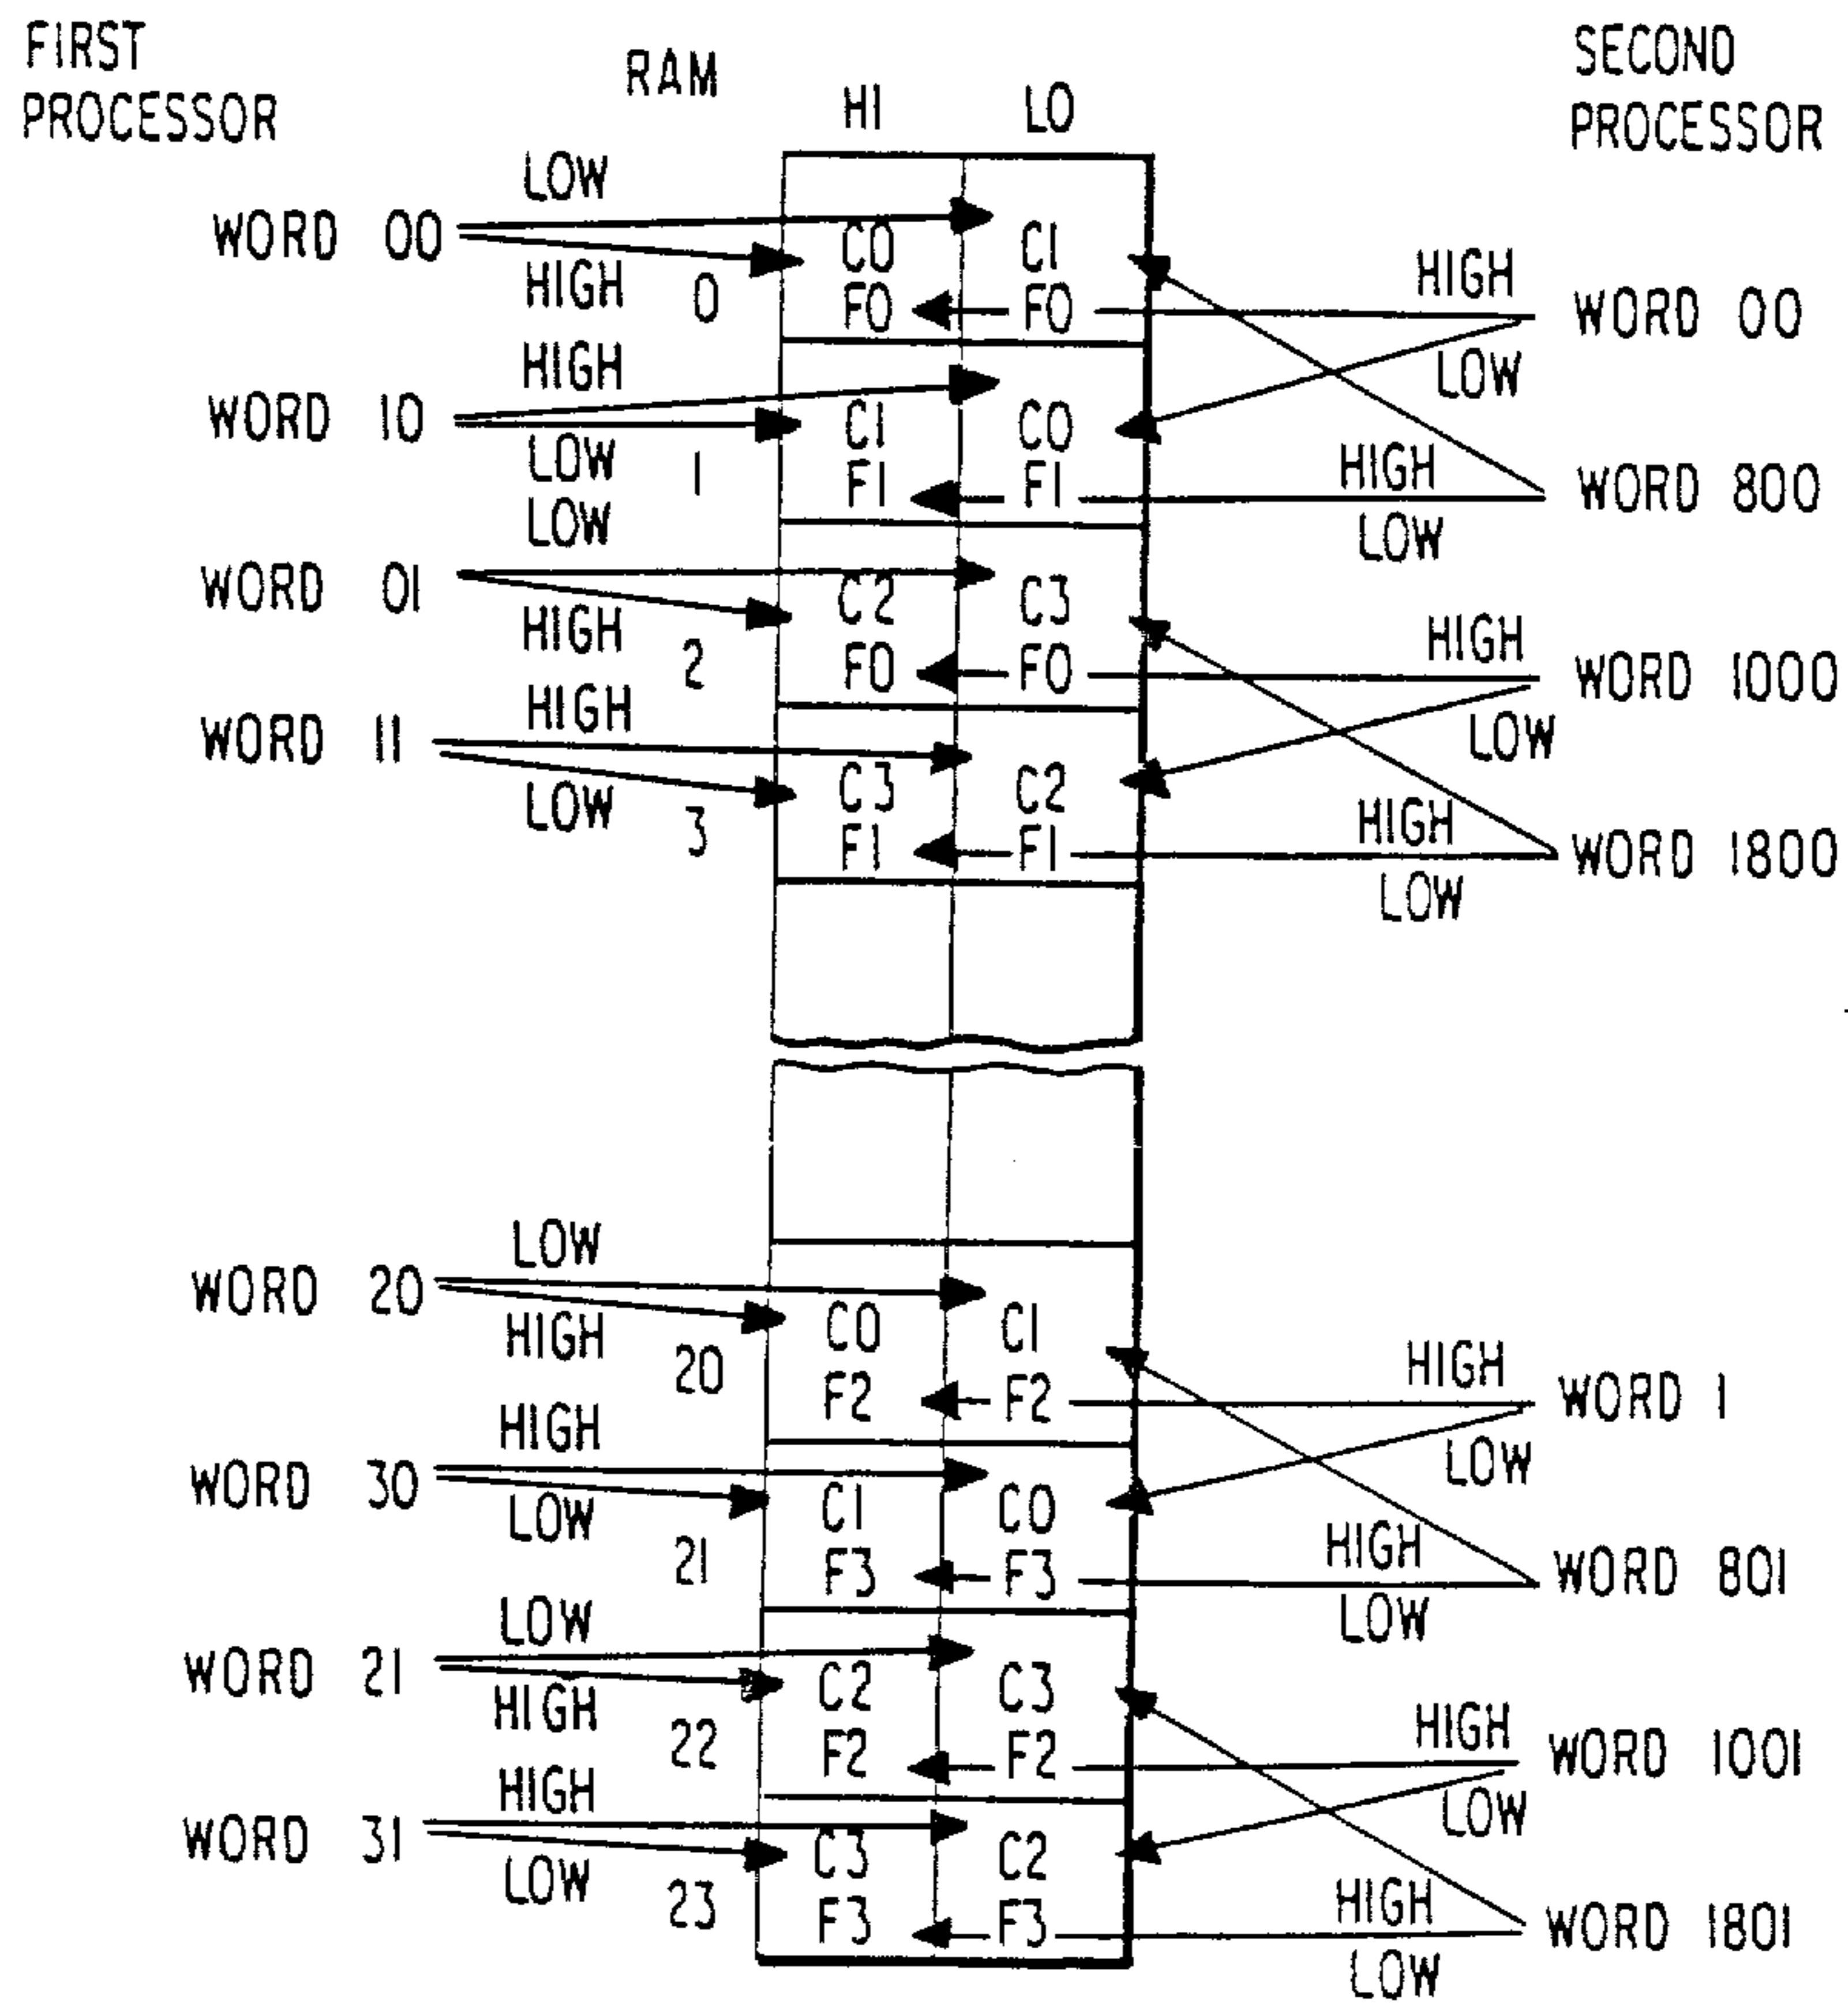 FIRST PROCESSOR
RAM
HI LO
SECOND PROCESSOR
LOW
WORD 00
HIGH 0
C0 C1
F0 F0
HIGH
WORD 00
LOW
HIGH
WORD 10
LOW 1
C1 C0
F1 F1
HIGH
WORD 800
LOW
LOW
WORD 01
HIGH 2
C2 C3
F0 F0
HIGH
WORD 1000
LOW
HIGH
WORD 11
LOW 3
C3 C2
F1 F1
HIGH
WORD 1800
LOW
LOW
WORD 20
HIGH 20
C0 C1
F2 F2
HIGH
WORD 1
LOW
HIGH
WORD 30
LOW 21
C1 C0
F3 F3
HIGH
WORD 801
LOW
LOW
WORD 21
HIGH 22
C2 C3
F2 F2
HIGH
WORD 1001
LOW
HIGH
WORD 31
LOW 23
C3 C2
F3 F3
HIGH
WORD 1801
LOW